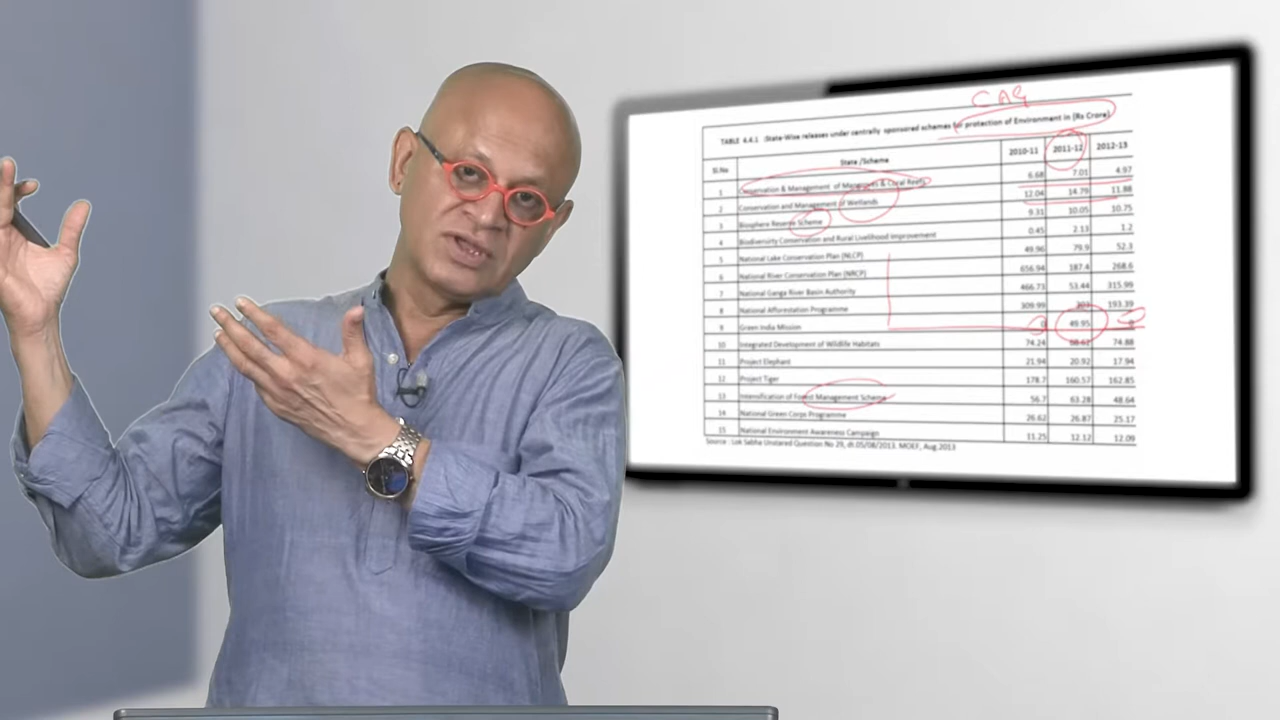 CAG
TABLE 4.4.1 :State-Wise releases under centrally sponsored schemes for protection of Environment in (Rs Crore)
Sl.No State /Scheme 2010-11 2011-12 2012-13
1 Conservation & Management of Mangroves & Coral Reefs 6.68 7.01 4.97
2 Conservation and Management of Wetlands 12.04 14.79 11.88
3 Biosphere Reserve Scheme 9.31 10.05 10.75
4 Biodiversity Conservation and Rural Livelihood Improvement 0.45 2.13 1.2
5 National Lake Conservation Plan (NLCP) 49.96 79.9 52.3
6 National River Conservation Plan (NRCP) 656.94 187.4 268.6
7 National Ganga River Basin Authority 466.73 53.44 315.99
8 National Afforestation Programme 309.99 303 193.39
9 Green India Mission 0 49.95
10 Integrated Development of Wildlife Habitats 74.24 68.62 74.88
11 Project Elephant 21.94 20.92 17.94
12 Project Tiger 178.7 160.57 162.85
13 Intensification of Forest Management Scheme 56.7 63.28 48.64
14 National Green Corps Programme 26.62 26.87 25.17
15 National Environment Awareness Campaign 11.25 12.12 12.09
Source : Lok Sabha Unstared Question No 29, dt.05/08/2013. MOEF, Aug.2013